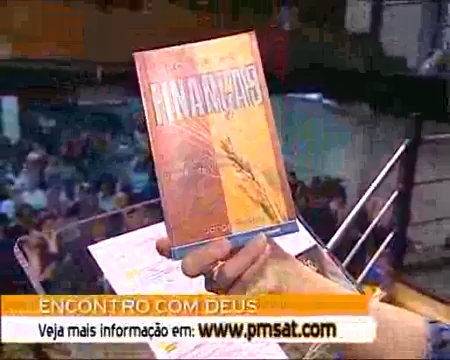 FINANÇAS
ENCONTRO COM DEUS
Veja mais informação em: www.pmsat.com